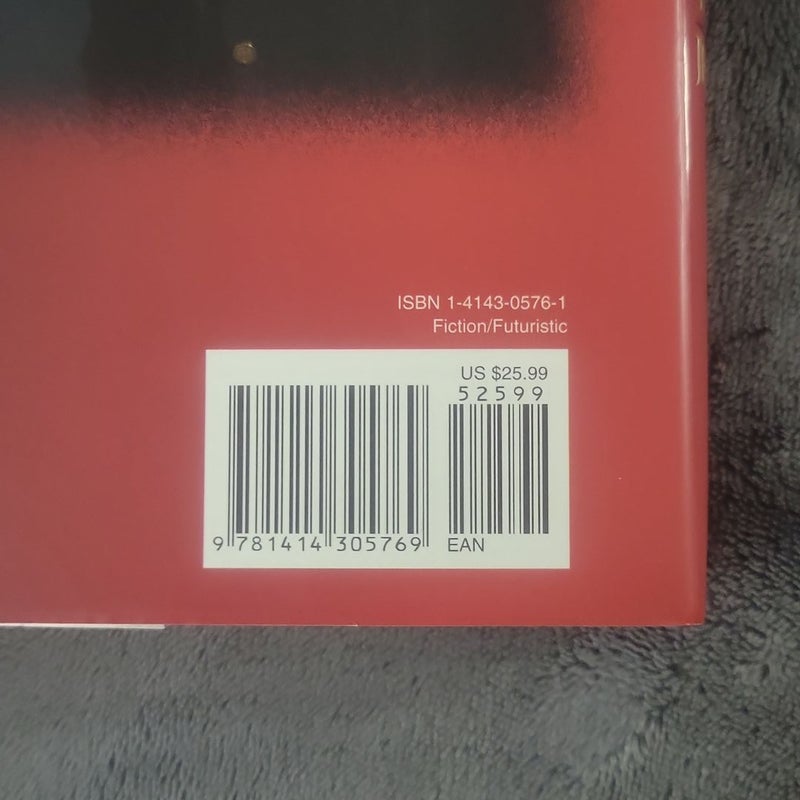 ISBN 1-4143-0576-1
Fiction/Futuristic
US $25.99
52599
9 781414 305769
EAN